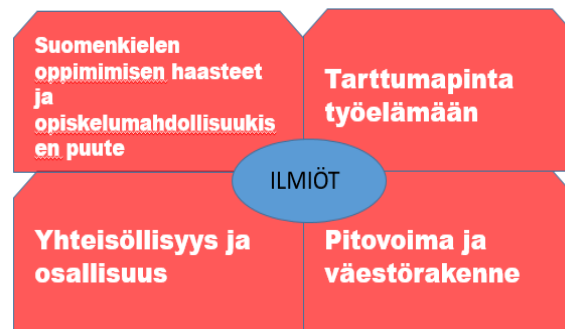 Suomenkielen
oppimimisen haasteet
ja
opiskelumahdollisuukis
en puute
Tarttumapinta
työelämään
ILMIÖT
Yhteisöllisyys ja
osallisuus
Pitovoima ja
väestörakenne